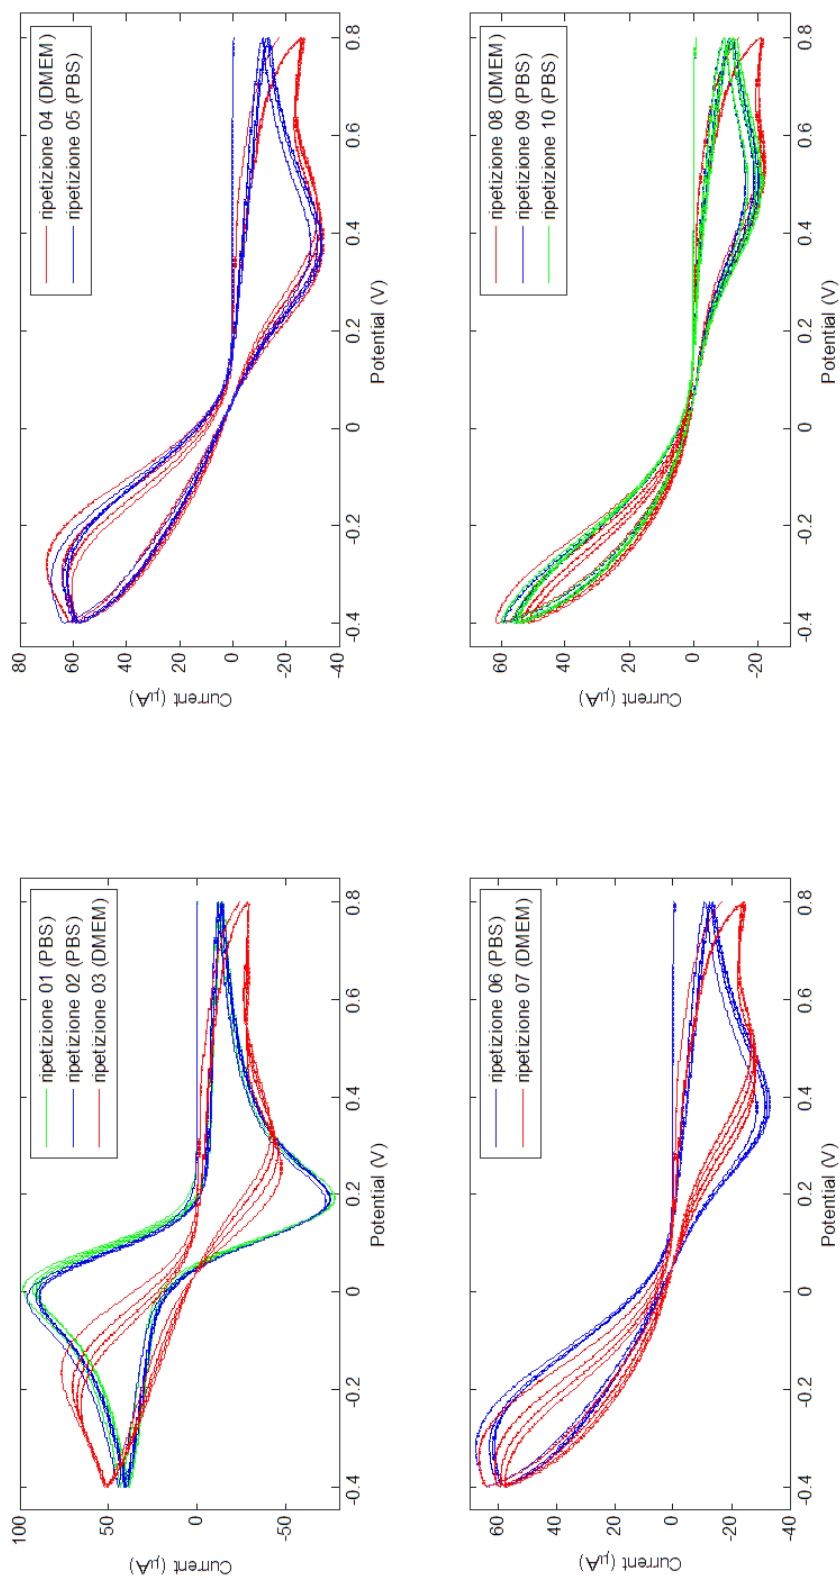 100
50
0
-50
Current (µA)
ripetizione 01 (PBS)
ripetizione 02 (PBS)
ripetizione 03 (DMEM)
-0.4
-0.2
0
0.2
0.4
0.6
0.8
Potential (V)
80
60
40
20
0
-20
-40
Current (µA)
ripetizione 04 (DMEM)
ripetizione 05 (PBS)
-0.4
-0.2
0
0.2
0.4
0.6
0.8
Potential (V)
80
60
40
20
0
-20
-40
Current (µA)
ripetizione 06 (PBS)
ripetizione 07 (DMEM)
-0.4
-0.2
0
0.2
0.4
0.6
0.8
Potential (V)
60
40
20
0
-20
Current (µA)
ripetizione 08 (DMEM)
ripetizione 09 (PBS)
ripetizione 10 (PBS)
-0.4
-0.2
0
0.2
0.4
0.6
0.8
Potential (V)